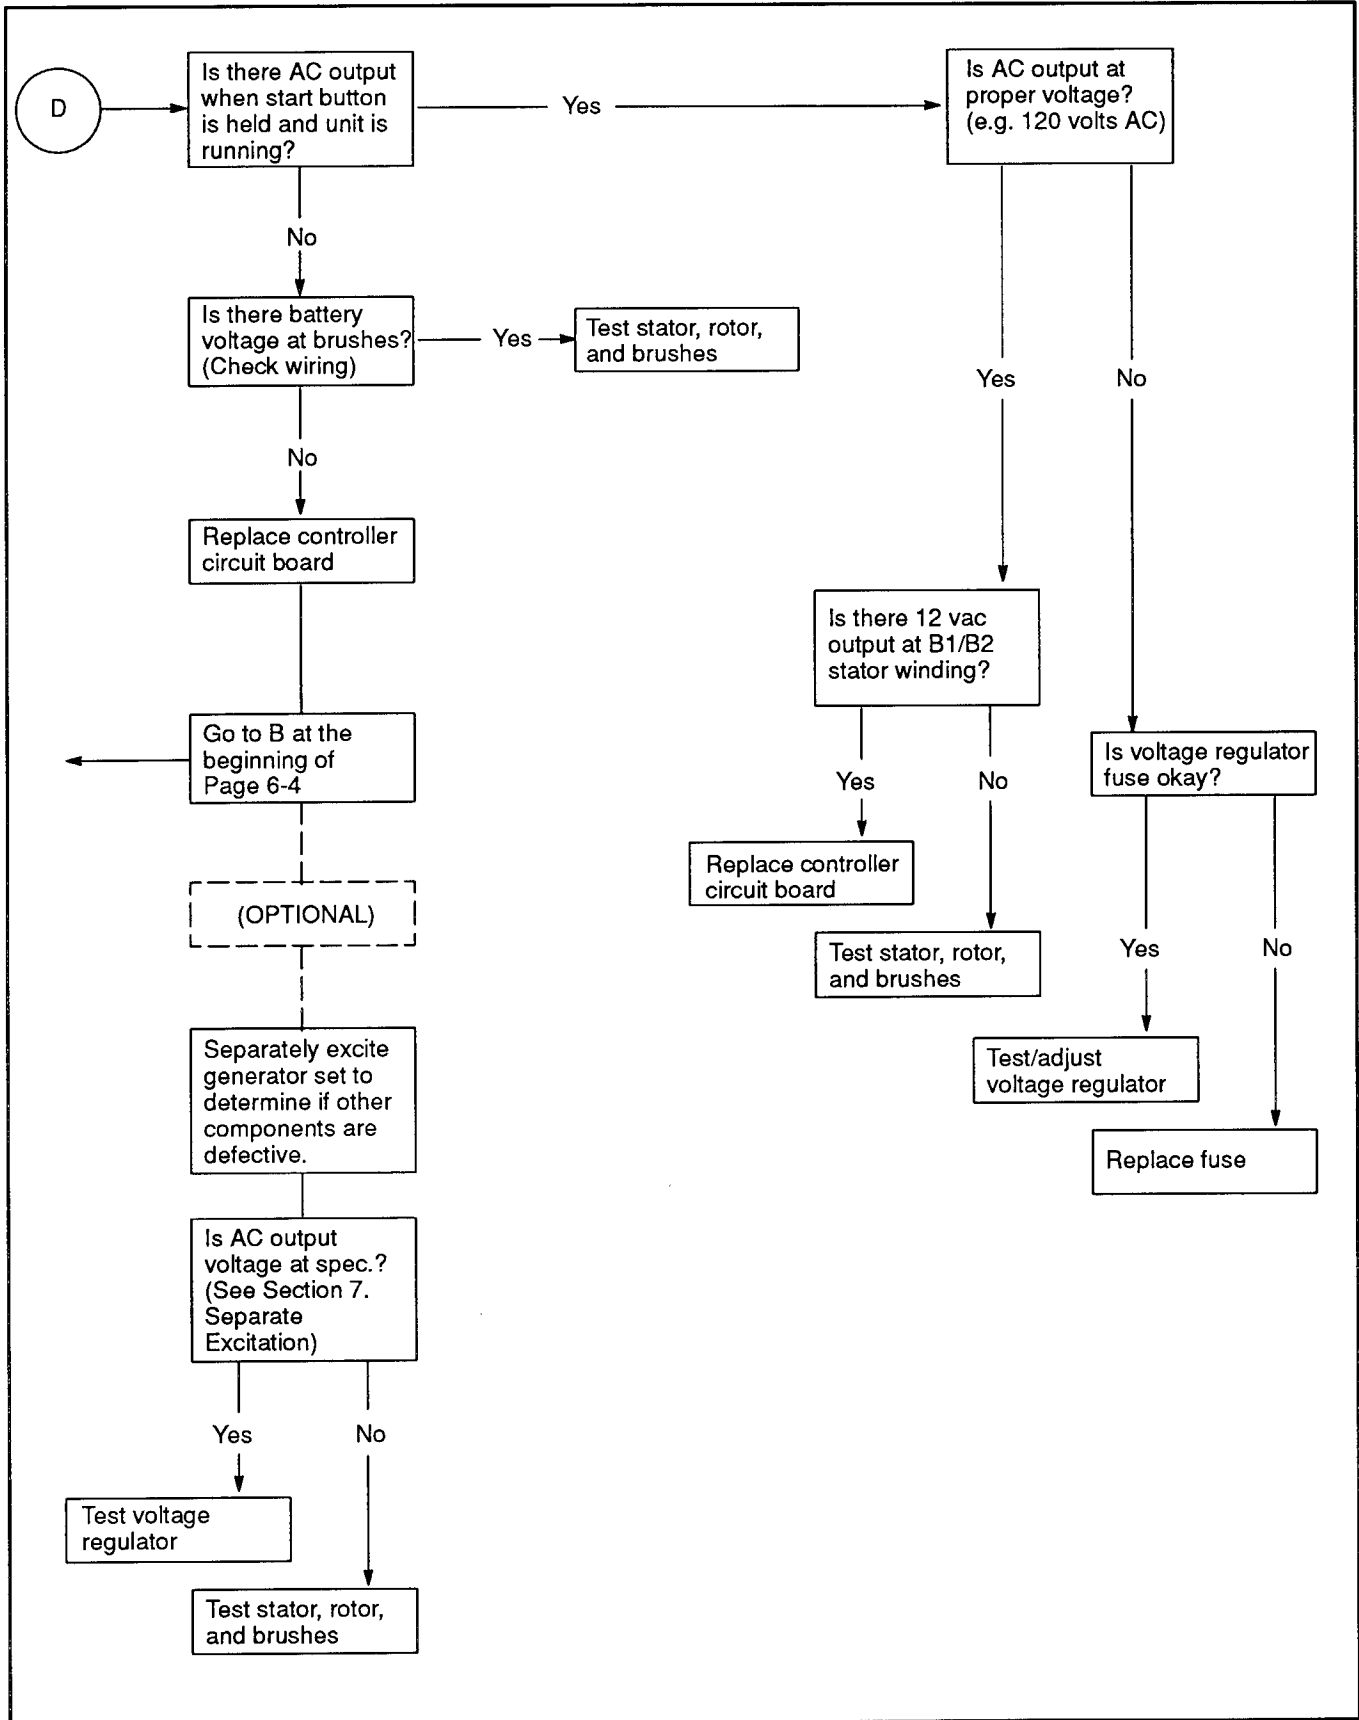 D
Is there AC output
when start button
is held and unit is
running?
Yes
Is AC output at
proper voltage?
(e.g. 120 volts AC)
No
Is there battery
voltage at brushes?
(Check wiring)
Yes
Test stator, rotor,
and brushes
Yes
No
No
Replace controller
circuit board
Is there 12 vac
output at B1/B2
stator winding?
Go to B at the
beginning of
Page 6-4
Is voltage regulator
fuse okay?
Yes
No
Replace controller
circuit board
(OPTIONAL)
Test stator, rotor,
and brushes
Yes
No
Separately excite
generator set to
determine if other
components are
defective.
Test/adjust
voltage regulator
Replace fuse
Is AC output
voltage at spec.?
(See Section 7.
Separate
Excitation)
Yes
No
Test voltage
regulator
Test stator, rotor,
and brushes